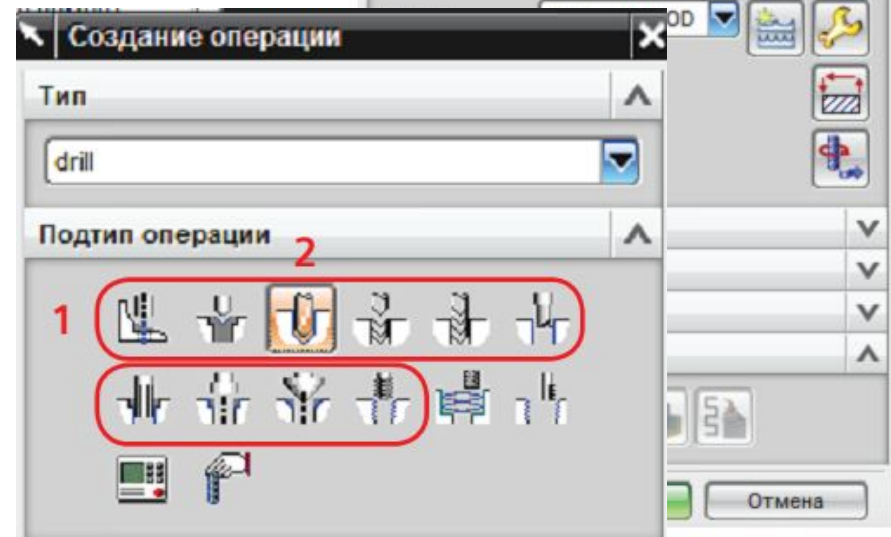 Создание операции
OD
Тип
drill
Подтип операции
2
1
Отмена